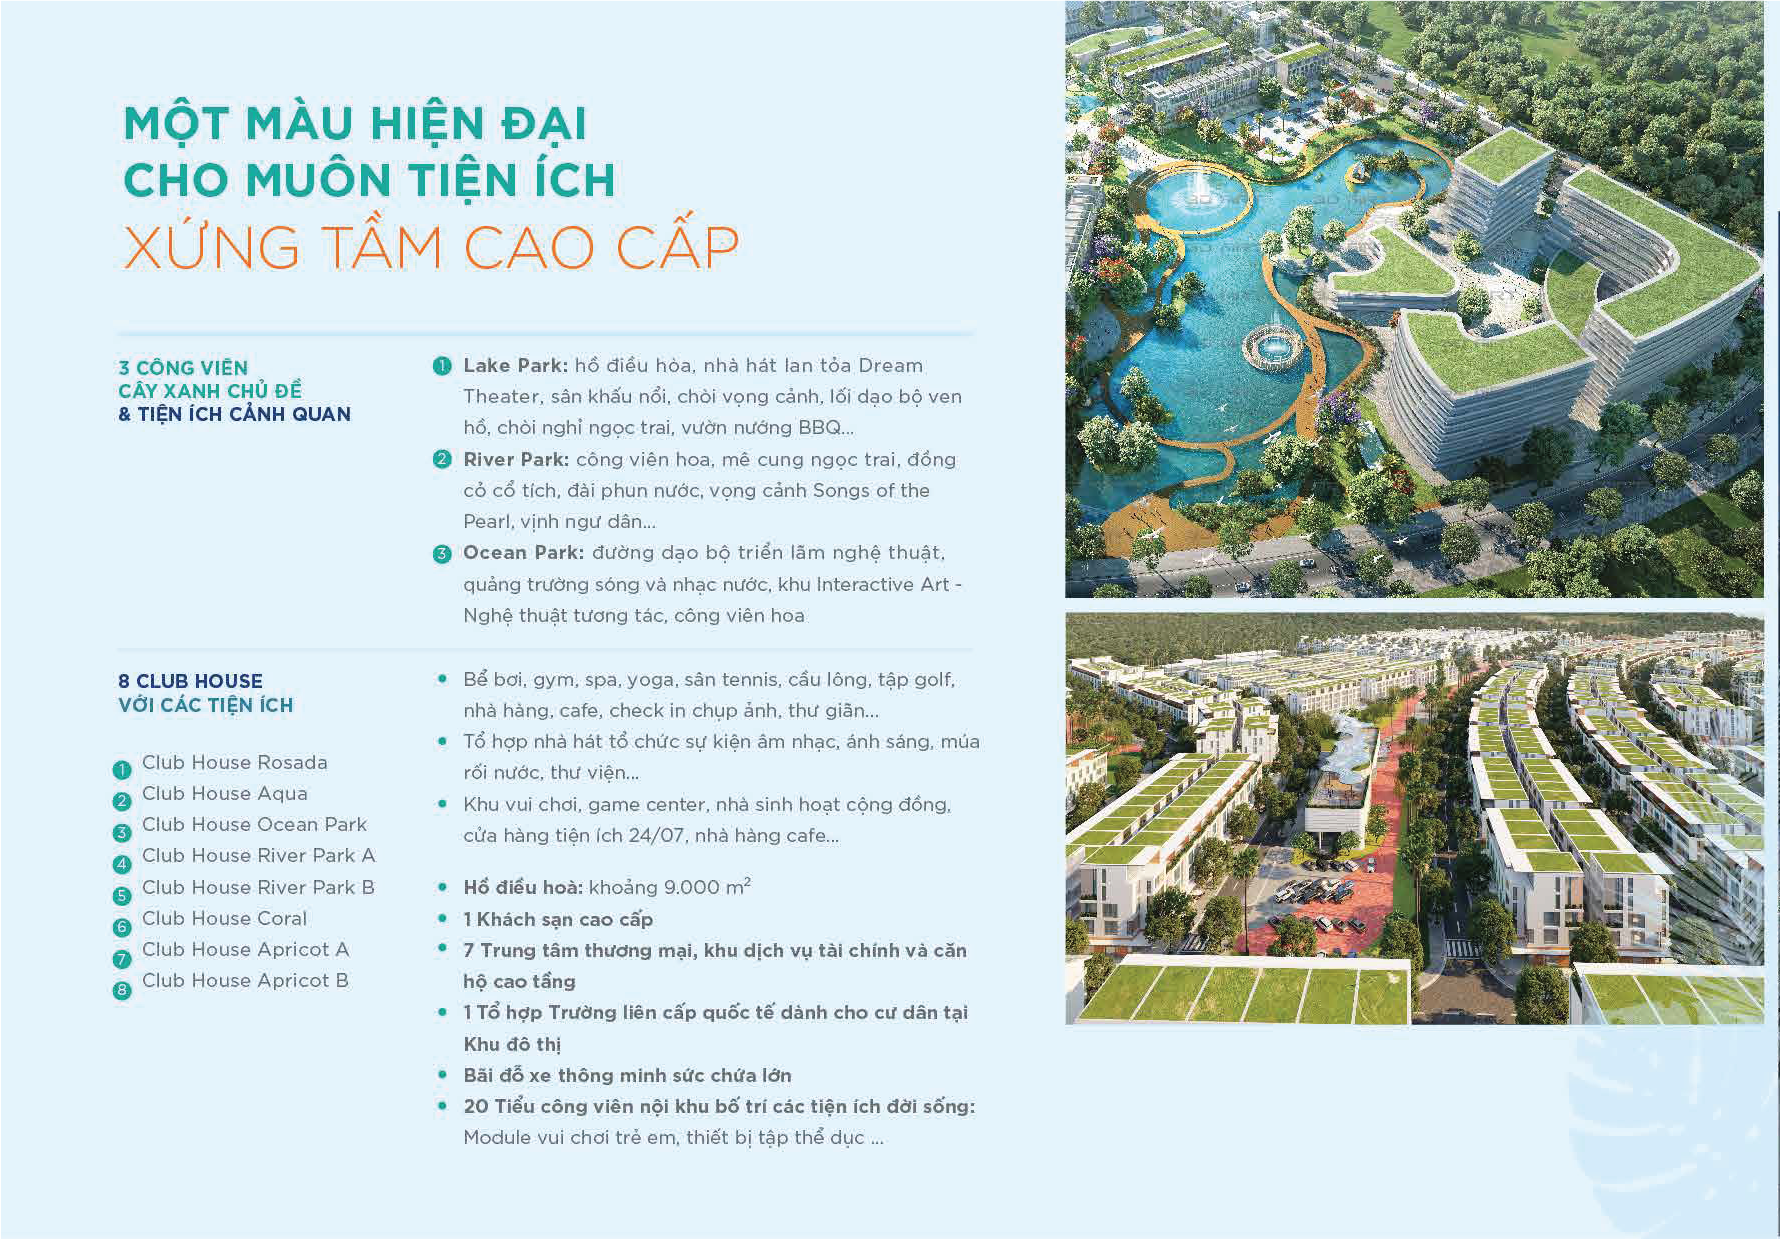 MỘT MÀU HIỆN ĐẠI
CHO MUÔN TIỆN ÍCH
XỨNG TẦM CAO CẤP
3 CÔNG VIÊN
CÂY XANH CHỦ ĐỀ
& TIỆN ÍCH CẢNH QUAN
1 Lake Park: hồ điều hòa, nhà hát lan tỏa Dream
Theater, sân khấu nổi, chòi vọng cảnh, lối dạo bộ ven
hồ, chòi nghỉ ngọc trai, vườn nướng BBQ...
2 River Park: công viên hoa, mê cung ngọc trai, đồng
cỏ cổ tích, đài phun nước, vọng cảnh Songs of the
Pearl, vịnh ngư dân...
3 Ocean Park: đường dạo bộ triển lãm nghệ thuật,
quảng trường sóng và nhạc nước, khu Interactive Art -
Nghệ thuật tương tác, công viên hoa
8 CLUB HOUSE
VỚI CÁC TIỆN ÍCH
1 Club House Rosada
2 Club House Aqua
3 Club House Ocean Park
4 Club House River Park A
5 Club House River Park B
6 Club House Coral
7 Club House Apricot A
8 Club House Apricot B
• Bể bơi, gym, spa, yoga, sân tennis, cầu lông, tập golf,
nhà hàng, cafe, check in chụp ảnh, thư giãn...
• Tổ hợp nhà hát tổ chức sự kiện âm nhạc, ánh sáng, múa
rối nước, thư viện...
• Khu vui chơi, game center, nhà sinh hoạt cộng đồng,
cửa hàng tiện ích 24/07, nhà hàng cafe...
• Hồ điều hoà: khoảng 9.000 m²
• 1 Khách sạn cao cấp
• 7 Trung tâm thương mại, khu dịch vụ tài chính và căn
hộ cao tầng
• 1 Tổ hợp Trường liên cấp quốc tế dành cho cư dân tại
Khu đô thị
• Bãi đỗ xe thông minh sức chứa lớn
• 20 Tiểu công viên nội khu bố trí các tiện ích đời sống:
Module vui chơi trẻ em, thiết bị tập thể dục ...